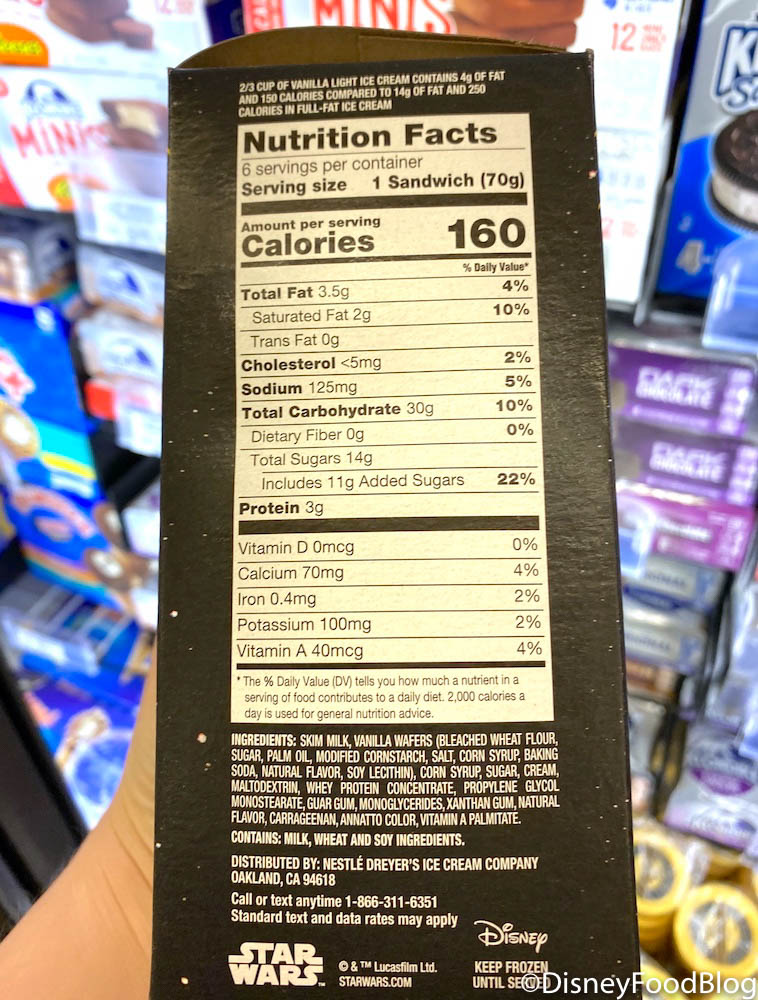 MINIS
12
MINIS
2/3 CUP OF VANILLA LIGHT ICE CREAM CONTAINS 4g OF FAT
AND 150 CALORIES COMPARED TO 14g OF FAT AND 250
CALORIES IN FULL-FAT ICE CREAM
Nutrition Facts
6 servings per container
Serving size 1 Sandwich (70g)
Amount per serving
Calories 160
% Daily Value*
Total Fat 3.5g 4%
Saturated Fat 2g 10%
Trans Fat 0g
Cholesterol <5mg 2%
Sodium 125mg 5%
Total Carbohydrate 30g 10%
Dietary Fiber 0g 0%
Total Sugars 14g
Includes 11g Added Sugars 22%
Protein 3g
Vitamin D 0mcg 0%
Calcium 70mg 4%
Iron 0.4mg 2%
Potassium 100mg 2%
Vitamin A 40mcg 4%
* The % Daily Value (DV) tells you how much a nutrient in a
serving of food contributes to a daily diet. 2,000 calories a
day is used for general nutrition advice.
INGREDIENTS: SKIM MILK, VANILLA WAFERS (BLEACHED WHEAT FLOUR,
SUGAR, PALM OIL, MODIFIED CORNSTARCH, SALT, CORN SYRUP, BAKING
SODA, NATURAL FLAVOR, SOY LECITHIN), CORN SYRUP, SUGAR, CREAM,
MALTODEXTRIN, WHEY PROTEIN CONCENTRATE, PROPYLENE GLYCOL
MONOSTEARATE, GUAR GUM, MONOGLYCERIDES, XANTHAN GUM, NATURAL
FLAVOR, CARRAGEENAN, ANNATTO COLOR, VITAMIN A PALMITATE.
CONTAINS: MILK, WHEAT AND SOY INGREDIENTS.
DISTRIBUTED BY: NESTLÉ DREYER'S ICE CREAM COMPANY
OAKLAND, CA 94618
Call or text anytime 1-866-311-6351
Standard text and data rates may apply
STAR
WARS™
© & ™ Lucasfilm Ltd.
STARWARS.COM
Disney
KEEP FROZEN
UNTIL SERVED
DARK
CHOCOLATE
DARK
CHOCOLATE
©DisneyFoodBlog